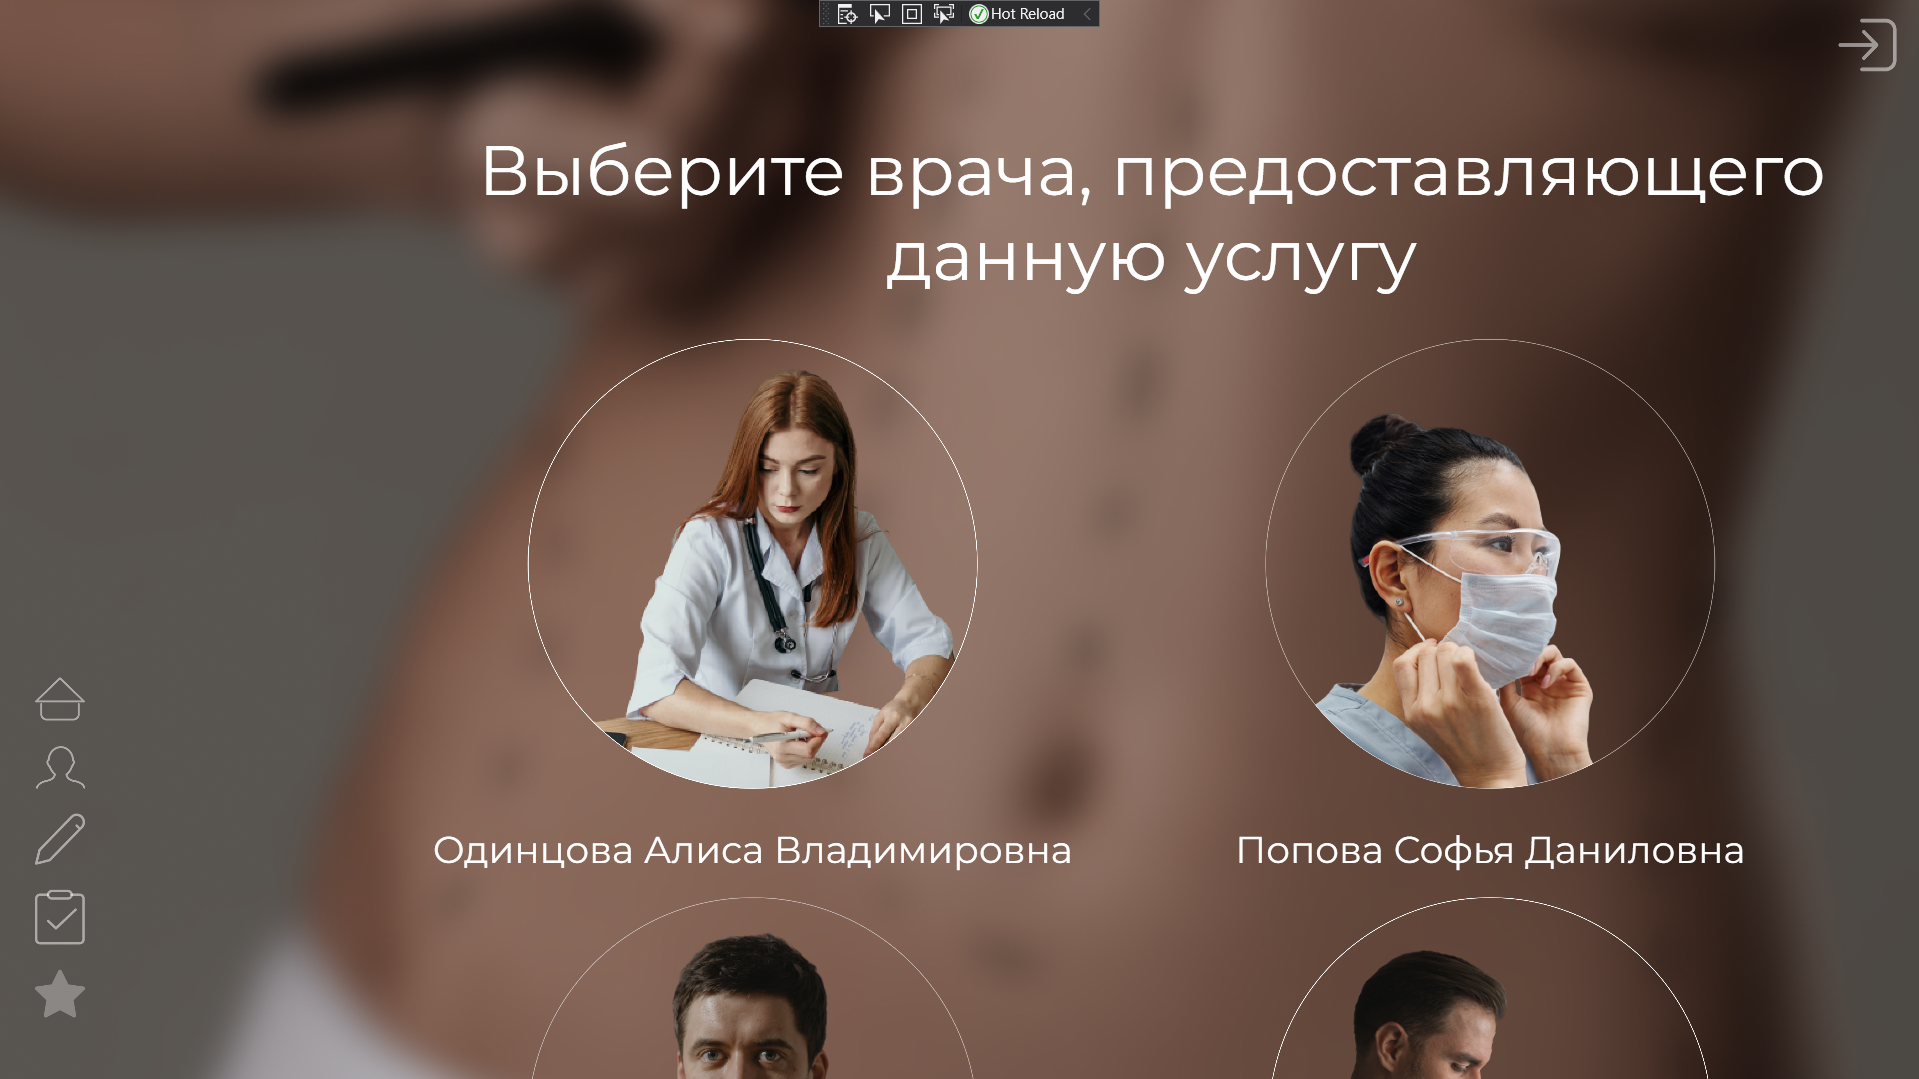 Hot Reload
Выберите врача, предоставляющего
данную услугу
Одинцова Алиса Владимировна
Попова Софья Даниловна